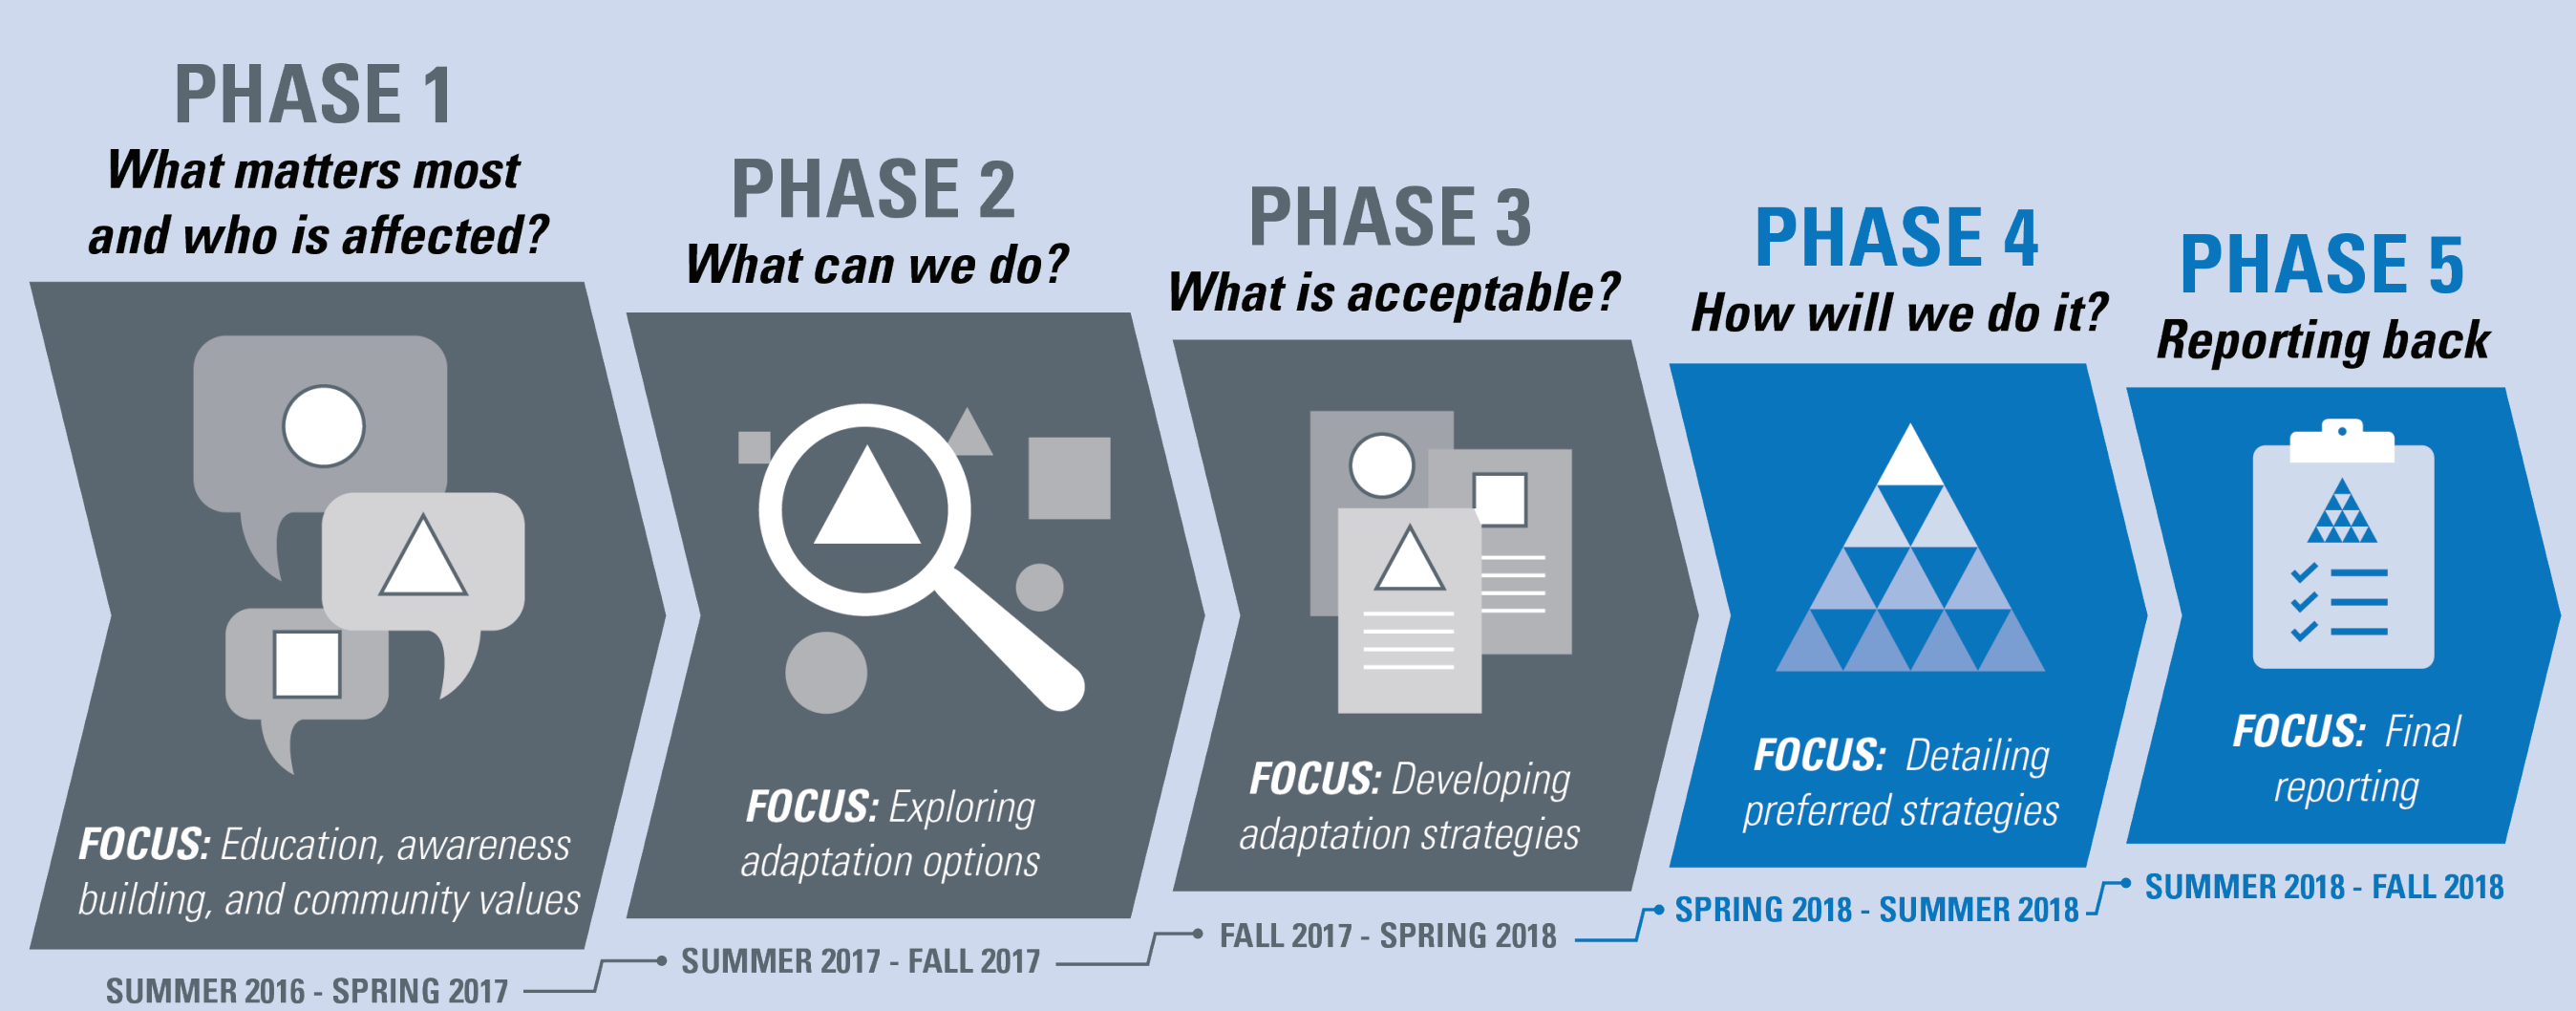 PHASE 1
What matters most
and who is affected?
FOCUS: Education, awareness
building, and community values
SUMMER 2016 - SPRING 2017
PHASE 2
What can we do?
FOCUS: Exploring
adaptation options
SUMMER 2017 - FALL 2017
PHASE 3
What is acceptable?
FOCUS: Developing
adaptation strategies
FALL 2017 - SPRING 2018
PHASE 4
How will we do it?
FOCUS: Detailing
preferred strategies
SPRING 2018 - SUMMER 2018
PHASE 5
Reporting back
FOCUS: Final
reporting
SUMMER 2018 - FALL 2018